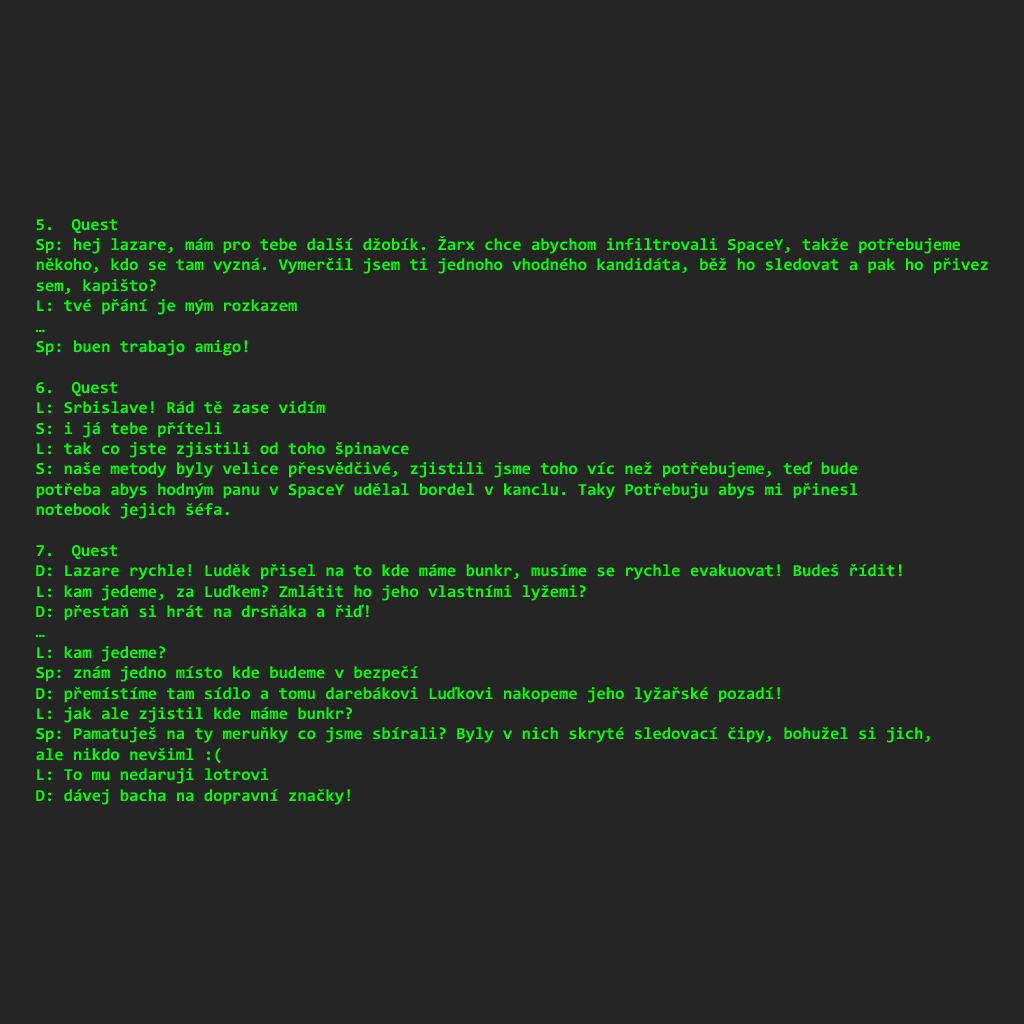 5.  Quest
Sp: hej lazare, mám pro tebe další džobík. Žarx chce abychom infiltrovali SpaceY, takže potřebujeme
někoho, kdo se tam vyzná. Vymerčil jsem ti jednoho vhodného kandidáta, běž ho sledovat a pak ho přivez
sem, kapišto?
L: tvé přání je mým rozkazem
…
Sp: buen trabajo amigo!
6.  Quest
L: Srbislave! Rád tě zase vidím
S: i já tebe příteli
L: tak co jste zjistili od toho špinavce
S: naše metody byly velice přesvědčivé, zjistili jsme toho víc než potřebujeme, teď bude
potřeba abys hodným panu v SpaceY udělal bordel v kanclu. Taky Potřebuju abys mi přinesl
notebook jejich šéfa.
7.  Quest
D: Lazare rychle! Luděk přisel na to kde máme bunkr, musíme se rychle evakuovat! Budeš řídit!
L: kam jedeme, za Luďkem? Zmlátit ho jeho vlastními lyžemi?
D: přestaň si hrát na drsňáka a řiď!
…
L: kam jedeme?
Sp: znám jedno místo kde budeme v bezpečí
D: přemístíme tam sídlo a tomu darebákovi Luďkovi nakopeme jeho lyžařské pozadí!
L: jak ale zjistil kde máme bunkr?
Sp: Pamatuješ na ty meruňky co jsme sbírali? Byly v nich skryté sledovací čipy, bohužel si jich,
ale nikdo nevšiml :(
L: To mu nedaruji lotrovi
D: dávej bacha na dopravní značky!